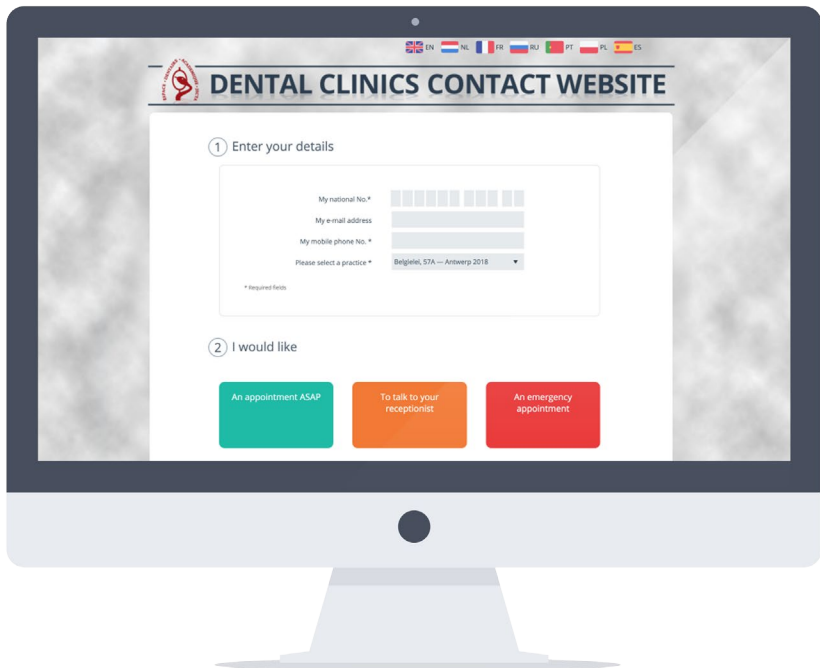 EN NL FR RU PT PL ES
DENTAL CLINICS CONTACT WEBSITE
1 Enter your details
My national No.*
My e-mail address
My mobile phone No. *
Please select a practice * Belgielei, 57A — Antwerp 2018
* Required fields
2 I would like
An appointment ASAP
To talk to your
receptionist
An emergency
appointment